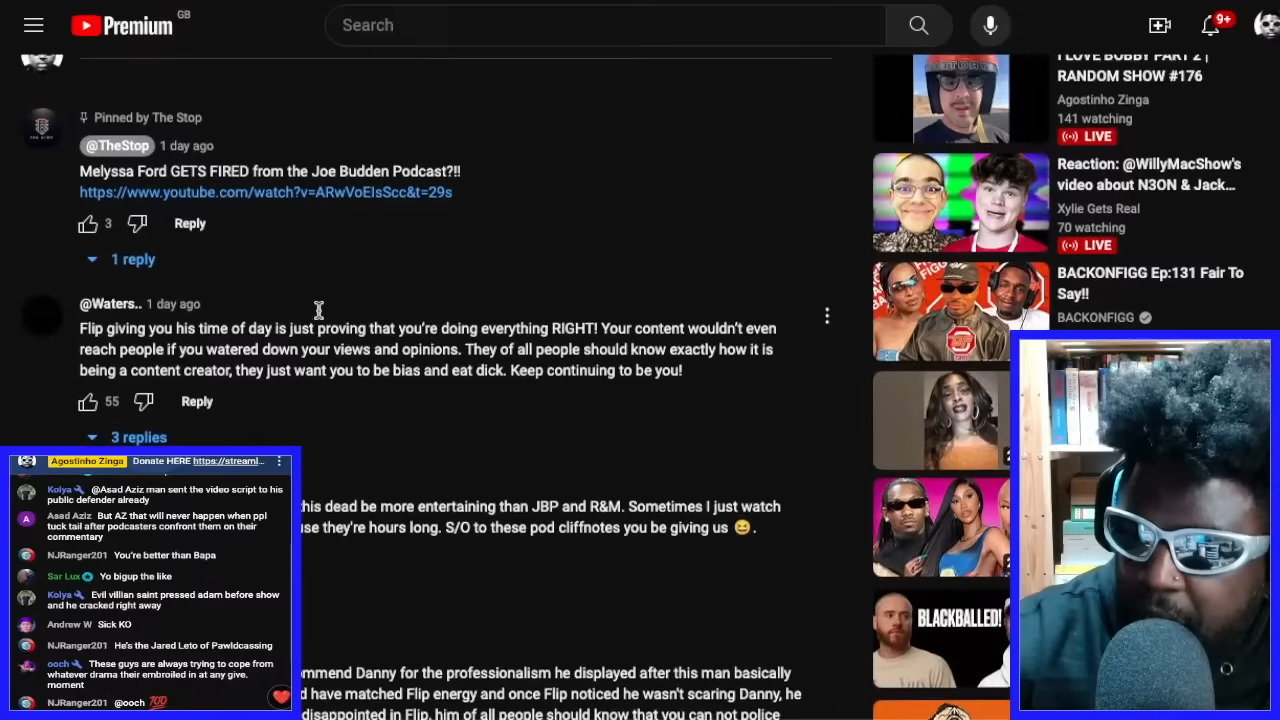 Premium GB
Search
9+
Pinned by The Stop
@TheStop 1 day ago
Melyssa Ford GETS FIRED from the Joe Budden Podcast?!!
https://www.youtube.com/watch?v=ARwVoEIsScc&t=29s
3 Reply
1 reply
@Waters.. 1 day ago
Flip giving you his time of day is just proving that you're doing everything RIGHT! Your content wouldn't even
reach people if you watered down your views and opinions. They of all people should know exactly how it is
being a content creator, they just want you to be bias and eat dick. Keep continuing to be you!
55 Reply
3 replies
this dead be more entertaining than JBP and R&M. Sometimes I just watch
use they're hours long. S/O to these pod cliffnotes you be giving us 😄.
mmend Danny for the professionalism he displayed after this man basically
d have matched Flip energy and once Flip noticed he wasn't scaring Danny, he
disappointed in Flip, him of all people should know that you can not police
I LOVE BOBBY PART 2 |
RANDOM SHOW #176
Agostinho Zinga
141 watching
LIVE
Reaction: @WillyMacShow's
video about N3ON & Jack...
Xylie Gets Real
70 watching
LIVE
BACKONFIGG Ep:131 Fair To
Say!!
BACKONFIGG
BLACKBALLED!
Agostinho Zinga Donate HERE https://streaml...
Kolya @Asad Aziz man sent the video script to his
public defender already
Asad Aziz But AZ that will never happen when ppl
tuck tail after podcasters confront them on their
commentary
NJRanger201 You're better than Bapa
Sar Lux Yo bigup the like
Kolya Evil villian saint pressed adam before show
and he cracked right away
Andrew W Sick KO
NJRanger201 He's the Jared Leto of Pawldcassing
ooch These guys are always trying to cope from
whatever drama their embroiled in at any give.
moment
NJRanger201 @ooch 💯